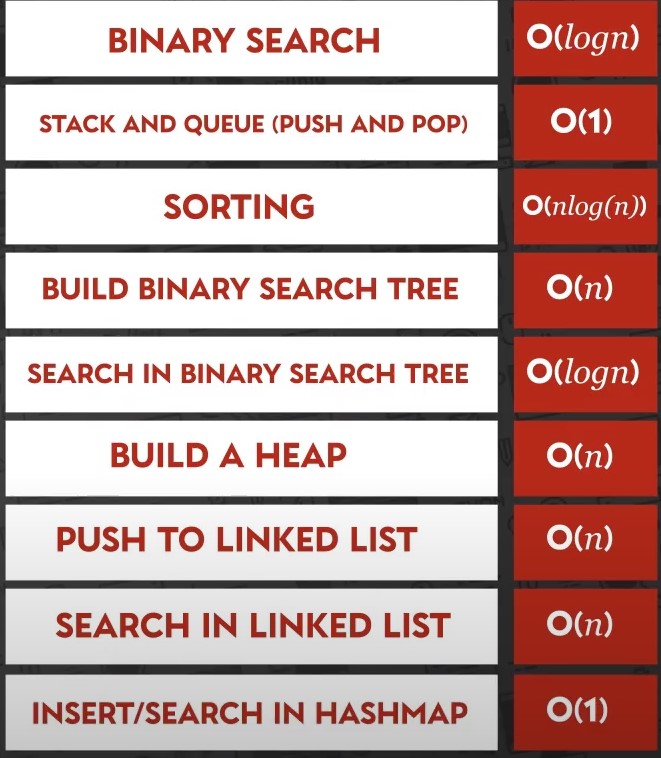 BINARY SEARCH O(logn)
STACK AND QUEUE (PUSH AND POP) O(1)
SORTING O(nlog(n))
BUILD BINARY SEARCH TREE O(n)
SEARCH IN BINARY SEARCH TREE O(logn)
BUILD A HEAP O(n)
PUSH TO LINKED LIST O(n)
SEARCH IN LINKED LIST O(n)
INSERT/SEARCH IN HASHMAP O(1)